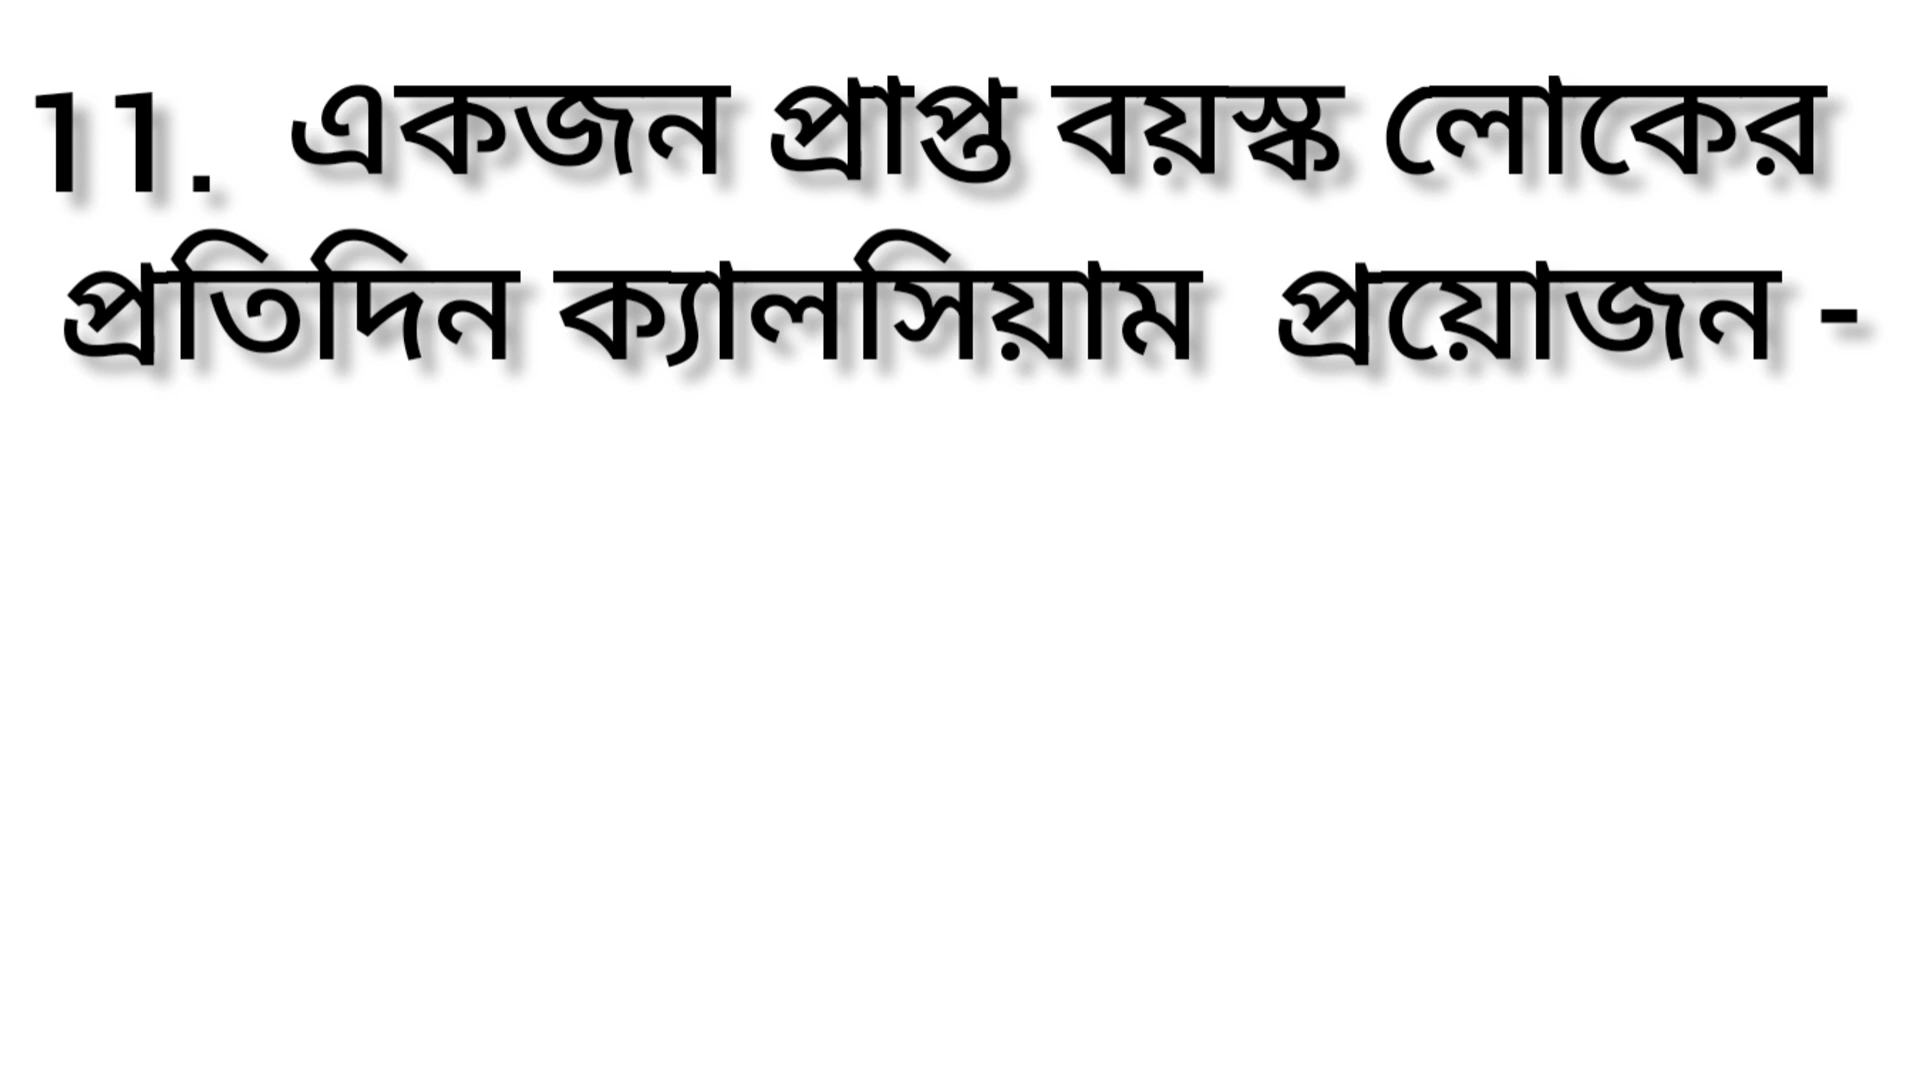 11. একজন প্রাপ্ত বয়স্ক লোকের
প্রতিদিন ক্যালসিয়াম প্রয়োজন -